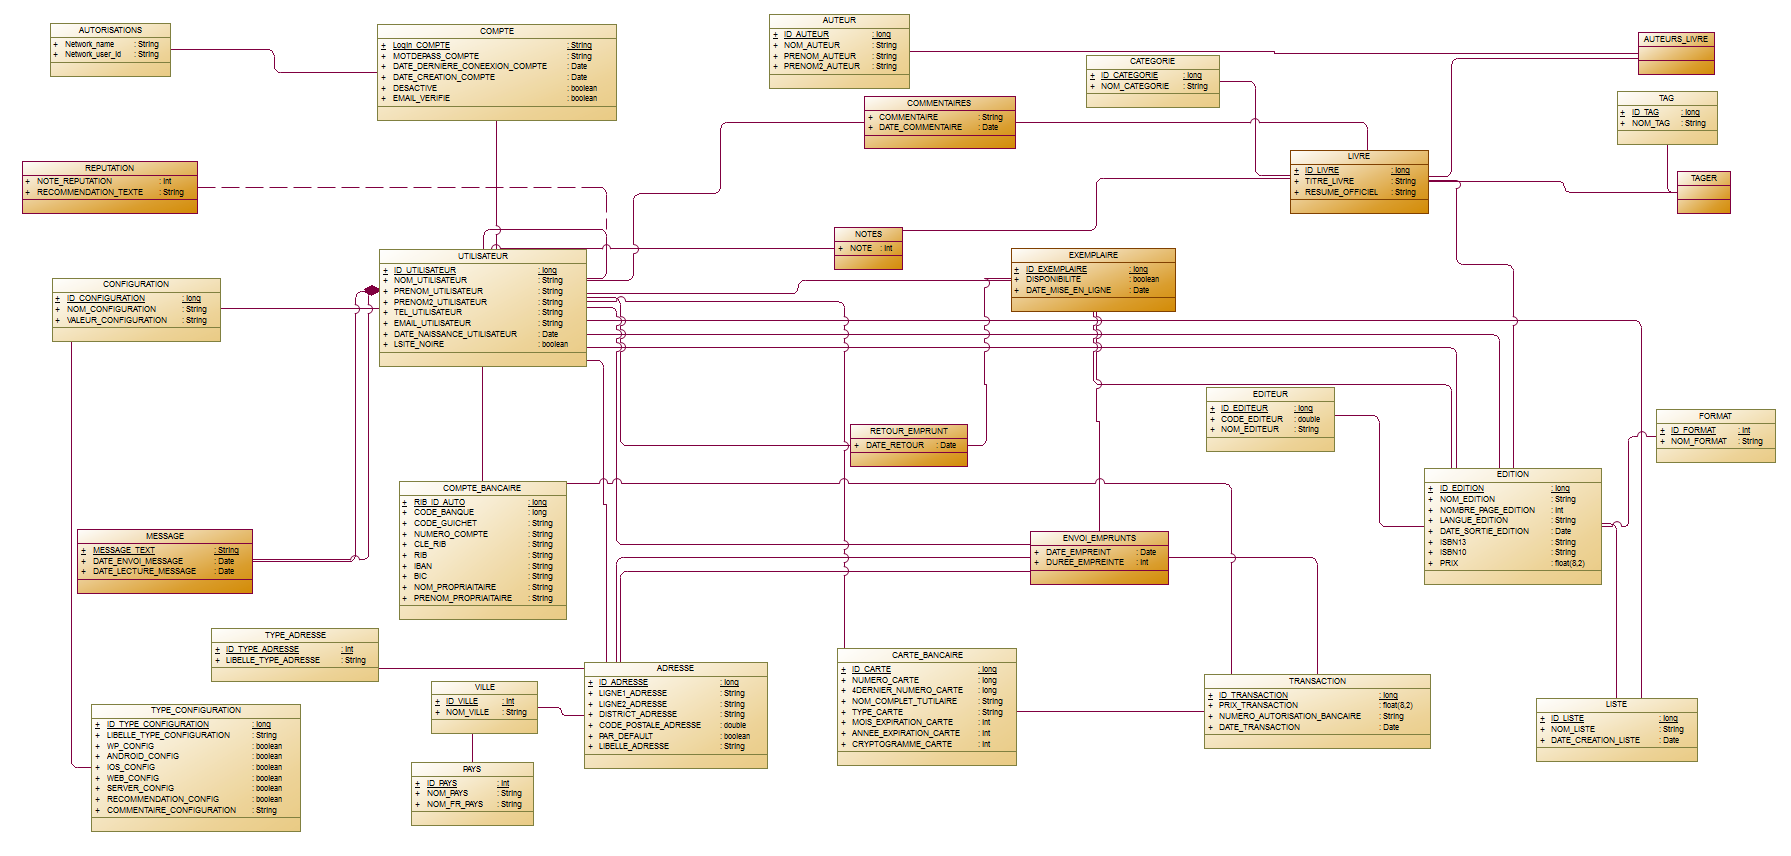 AUTORISATIONS
+ Network_name : String
+ Network_user_id : String
COMPTE
+ Login_COMPTE : String
+ MOTDEPASS_COMPTE : String
+ DATE_DERNIERE_CONEEXION_COMPTE : Date
+ DATE_CREATION_COMPTE : Date
+ DESACTIVE : boolean
+ EMAIL_VERIFIE : boolean
AUTEUR
+ ID_AUTEUR : long
+ NOM_AUTEUR : String
+ PRENOM_AUTEUR : String
+ PRENOM2_AUTEUR : String
AUTEURS_LIVRE
CATEGORIE
+ ID_CATEGORIE : long
+ NOM_CATEGORIE : String
COMMENTAIRES
+ COMMENTAIRE : String
+ DATE_COMMENTAIRE : Date
TAG
+ ID_TAG : long
+ NOM_TAG : String
REPUTATION
+ NOTE_REPUTATION : int
+ RECOMMENDATION_TEXTE : String
LIVRE
+ ID_LIVRE : long
+ TITRE_LIVRE : String
+ RESUME_OFFICIEL : String
TAGER
NOTES
+ NOTE : int
UTILISATEUR
+ ID_UTILISATEUR : long
+ NOM_UTILISATEUR : String
+ PRENOM_UTILISATEUR : String
+ PRENOM2_UTILISATEUR : String
+ TEL_UTILISATEUR : String
+ EMAIL_UTILISATEUR : String
+ DATE_NAISSANCE_UTILISATEUR : Date
+ LSITE_NOIRE : boolean
EXEMPLAIRE
+ ID_EXEMPLAIRE : long
+ DISPONIBILITE : boolean
+ DATE_MISE_EN_LIGNE : Date
CONFIGURATION
+ ID_CONFIGURATION : long
+ NOM_CONFIGURATION : String
+ VALEUR_CONFIGURATION : String
EDITEUR
+ ID_EDITEUR : long
+ CODE_EDITEUR : double
+ NOM_EDITEUR : String
FORMAT
+ ID_FORMAT : int
+ NOM_FORMAT : String
RETOUR_EMPRUNT
+ DATE_RETOUR : Date
EDITION
+ ID_EDITION : long
+ NOM_EDITION : String
+ NOMBRE_PAGE_EDITION : int
+ LANGUE_EDITION : String
+ DATE_SORTIE_EDITION : Date
+ ISBN13 : String
+ ISBN10 : String
+ PRIX : float(8,2)
COMPTE_BANCAIRE
+ RIB_ID_AUTO : long
+ CODE_BANQUE : long
+ CODE_GUICHET : String
+ NUMERO_COMPTE : String
+ CLE_RIB : String
+ RIB : String
+ IBAN : String
+ BIC : String
+ NOM_PROPRIAITAIRE : String
+ PRENOM_PROPRIAITAIRE : String
MESSAGE
+ MESSAGE_TEXT : String
+ DATE_ENVOI_MESSAGE : Date
+ DATE_LECTURE_MESSAGE : Date
ENVOI_EMPRUNTS
+ DATE_EMPREINT : Date
+ DUREE_EMPREINTE : int
TYPE_ADRESSE
+ ID_TYPE_ADRESSE : int
+ LIBELLE_TYPE_ADRESSE : String
ADRESSE
+ ID_ADRESSE : long
+ LIGNE1_ADRESSE : String
+ LIGNE2_ADRESSE : String
+ DISTRICT_ADRESSE : String
+ CODE_POSTALE_ADRESSE : double
+ PAR_DEFAULT : boolean
+ LIBELLE_ADRESSE : String
CARTE_BANCAIRE
+ ID_CARTE : long
+ NUMERO_CARTE : long
+ 4DERNIER_NUMERO_CARTE : long
+ NOM_COMPLET_TUTILAIRE : String
+ TYPE_CARTE : String
+ MOIS_EXPIRATION_CARTE : int
+ ANNEE_EXPIRATION_CARTE : int
+ CRYPTOGRAMME_CARTE : int
TRANSACTION
+ ID_TRANSACTION : long
+ PRIX_TRANSACTION : float(8,2)
+ NUMERO_AUTORISATION_BANCAIRE : String
+ DATE_TRANSACTION : Date
VILLE
+ ID_VILLE : int
+ NOM_VILLE : String
LISTE
+ ID_LISTE : long
+ NOM_LISTE : String
+ DATE_CREATION_LISTE : Date
TYPE_CONFIGURATION
+ ID_TYPE_CONFIGURATION : long
+ LIBELLE_TYPE_CONFIGURATION : String
+ WP_CONFIG : boolean
+ ANDROID_CONFIG : boolean
+ IOS_CONFIG : boolean
+ WEB_CONFIG : boolean
+ SERVER_CONFIG : boolean
+ RECOMMENDATION_CONFIG : boolean
+ COMMENTAIRE_CONFIGURATION : String
PAYS
+ ID_PAYS : int
+ NOM_PAYS : String
+ NOM_FR_PAYS : String